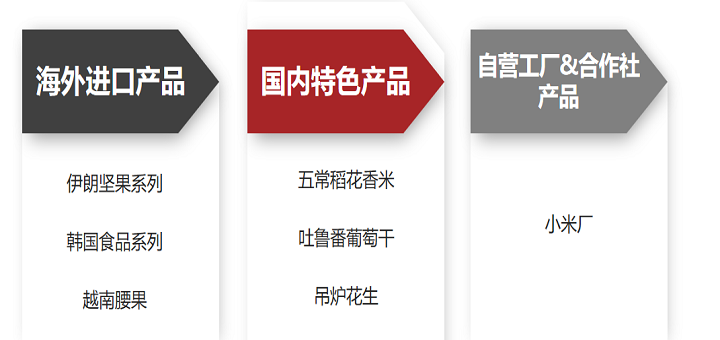 海外进口产品
伊朗坚果系列
韩国食品系列
越南腰果
国内特色产品
五常稻花香米
吐鲁番葡萄干
吊炉花生
自营工厂&合作社
产品
小米厂